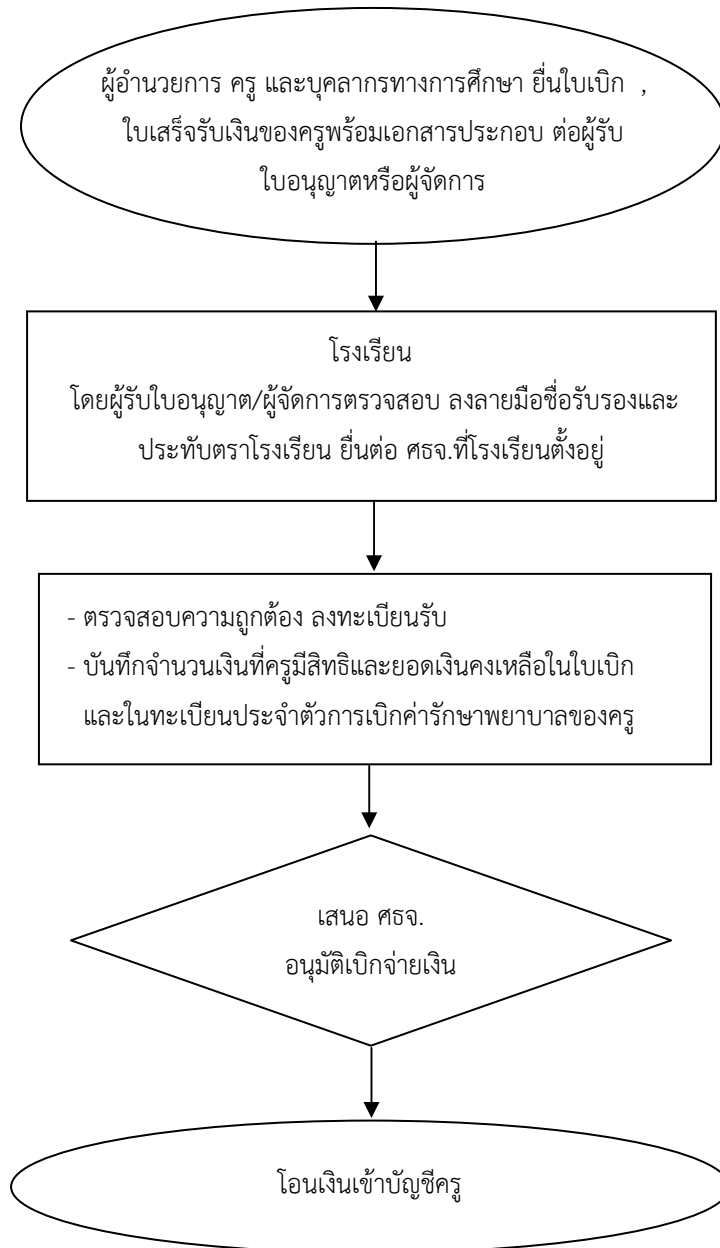 ผู้อำนวยการ ครู และบุคลากรทางการศึกษา ยื่นใบเบิก ,
ใบเสร็จรับเงินของครูพร้อมเอกสารประกอบ ต่อผู้รับ
ใบอนุญาตหรือผู้จัดการ
โรงเรียน
โดยผู้รับใบอนุญาต/ผู้จัดการตรวจสอบ ลงลายมือชื่อรับรองและ
ประทับตราโรงเรียน ยื่นต่อ ศธจ.ที่โรงเรียนตั้งอยู่
- ตรวจสอบความถูกต้อง ลงทะเบียนรับ
- บันทึกจำนวนเงินที่ครูมีสิทธิและยอดเงินคงเหลือในใบเบิก
และในทะเบียนประจำตัวการเบิกค่ารักษาพยาบาลของครู
เสนอ ศธจ.
อนุมัติเบิกจ่ายเงิน
โอนเงินเข้าบัญชีครู